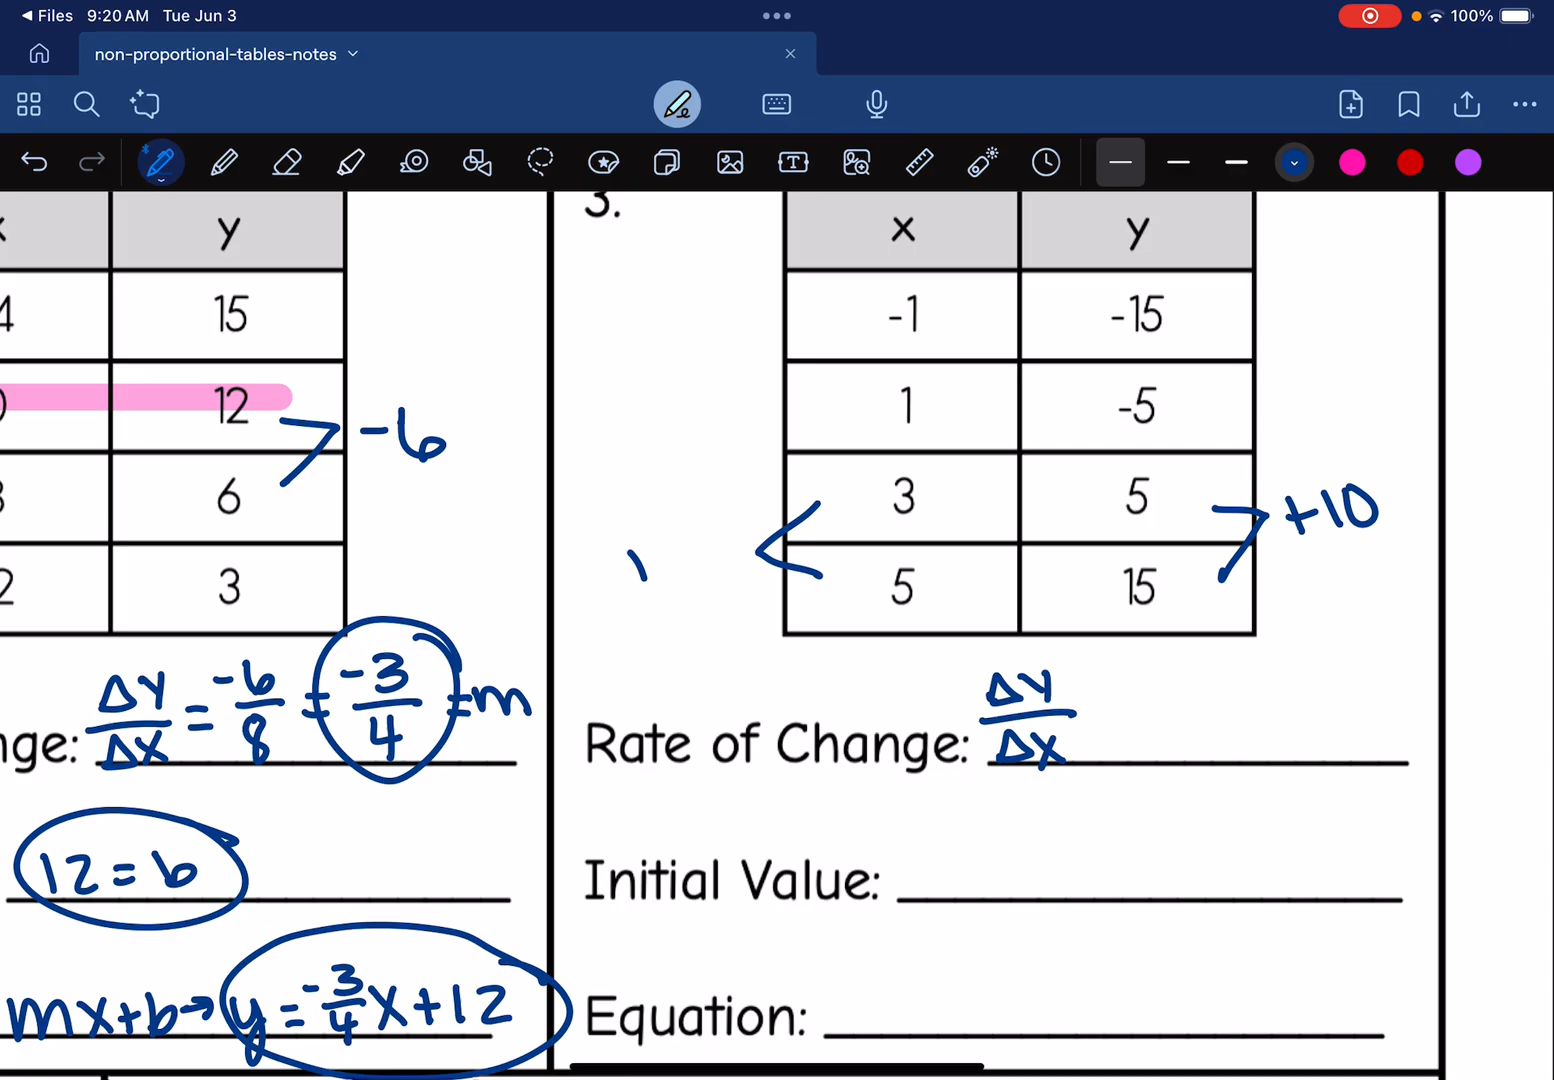 Files 9:20 AM Tue Jun 3 100%
non-proportional-tables-notes
y
15
12
6
3
-6
ΔY/ΔX = -6/8 = -3/4 = m
12 = b
mx+b → y = -3/4 x + 12
3.
x y
-1 -15
1 -5
3 5
5 15
+10
Rate of Change: ΔY/ΔX
Initial Value:
Equation: